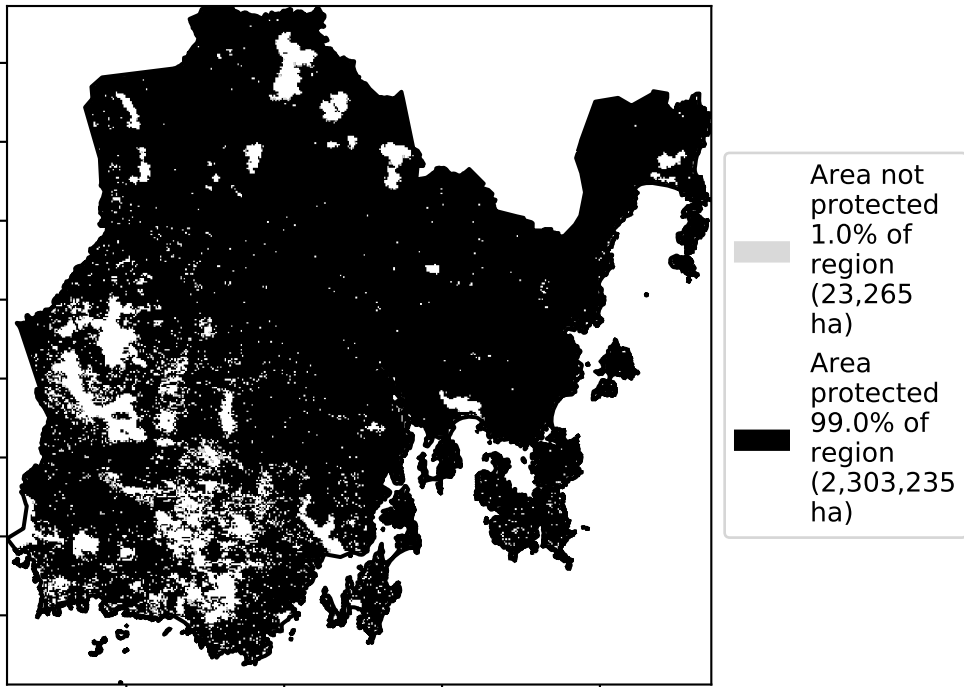 Area not
protected
1.0% of
region
(23,265
ha)
Area
protected
99.0% of
region
(2,303,235
ha)